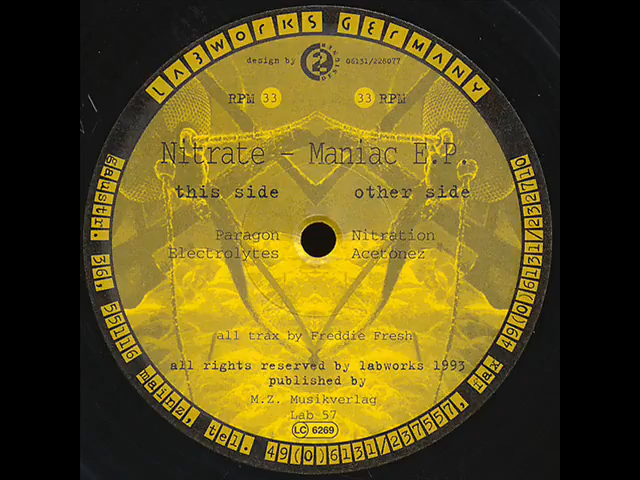 LABWORKS GERMANY
design by
06131/228077
RPM 33
33 RPM
Nitrate - Maniac E.P.
this side
other side
Paragon
Nitration
Electrolytes
Acetonez
all trax by Freddie Fresh
all rights reserved by labworks 1993
published by
M.Z. Musikverlag
Lab 57
LC 6269
55116 mainz, tel. 49(0)6131/237557, fax 49(0)6131/232710